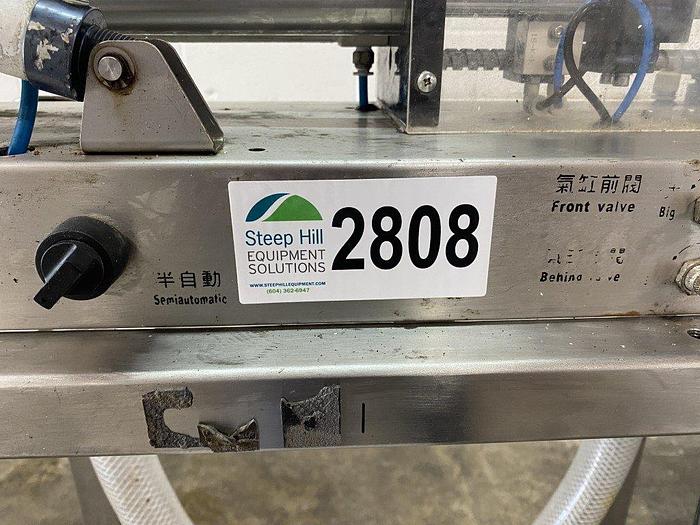 氣缸前閥
Front valve
Big
Steep Hill
EQUIPMENT
SOLUTIONS
WWW.STEEPHILLEQUIPMENT.COM
(604) 362-6947
2808
半自動
Semiautomatic
Behind